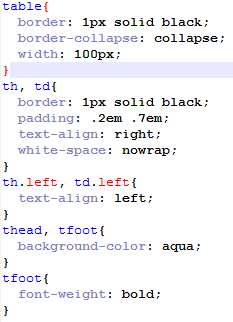 table{
border: 1px solid black;
border-collapse: collapse;
width: 100px;
}
th, td{
border: 1px solid black;
padding: .2em .7em;
text-align: right;
white-space: nowrap;
}
th.left, td.left{
text-align: left;
}
thead, tfoot{
background-color: aqua;
}
tfoot{
font-weight: bold;
}